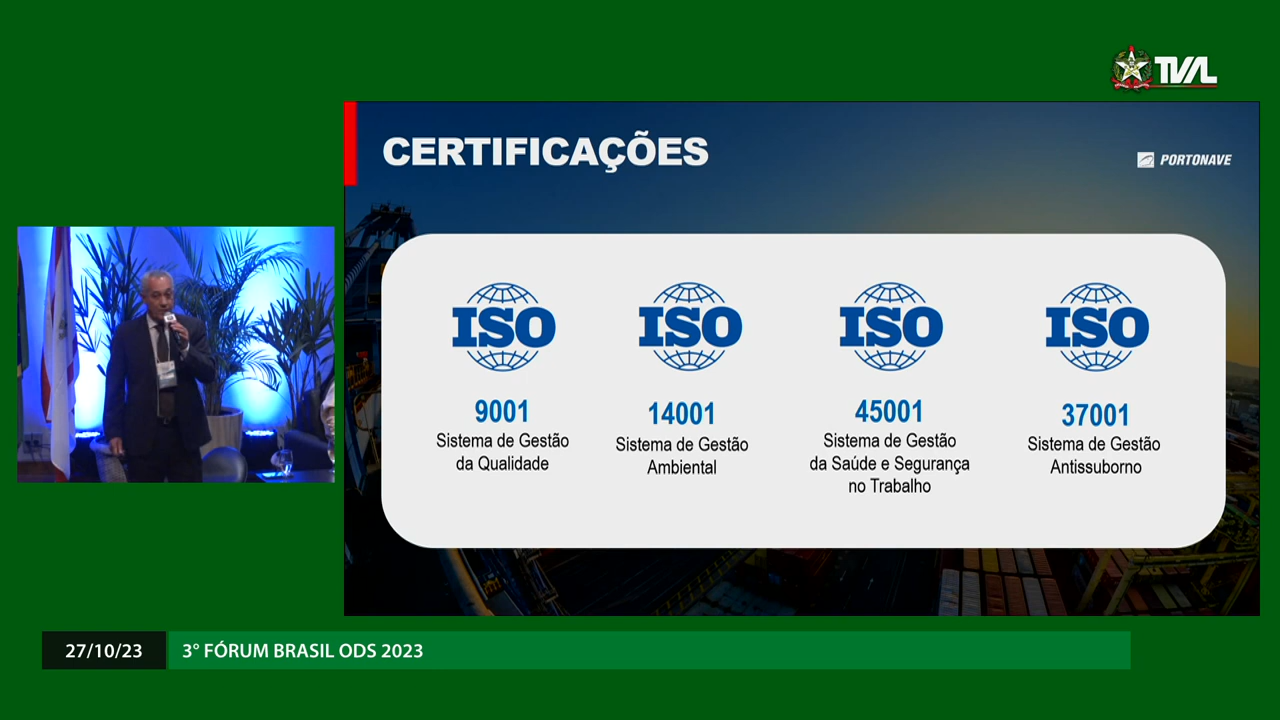 TVAL
CERTIFICAÇÕES
PORTONAVE
ISO
9001
Sistema de Gestão
da Qualidade
ISO
14001
Sistema de Gestão
Ambiental
ISO
45001
Sistema de Gestão
da Saúde e Segurança
no Trabalho
ISO
37001
Sistema de Gestão
Antissuborno
27/10/23
3° FÓRUM BRASIL ODS 2023